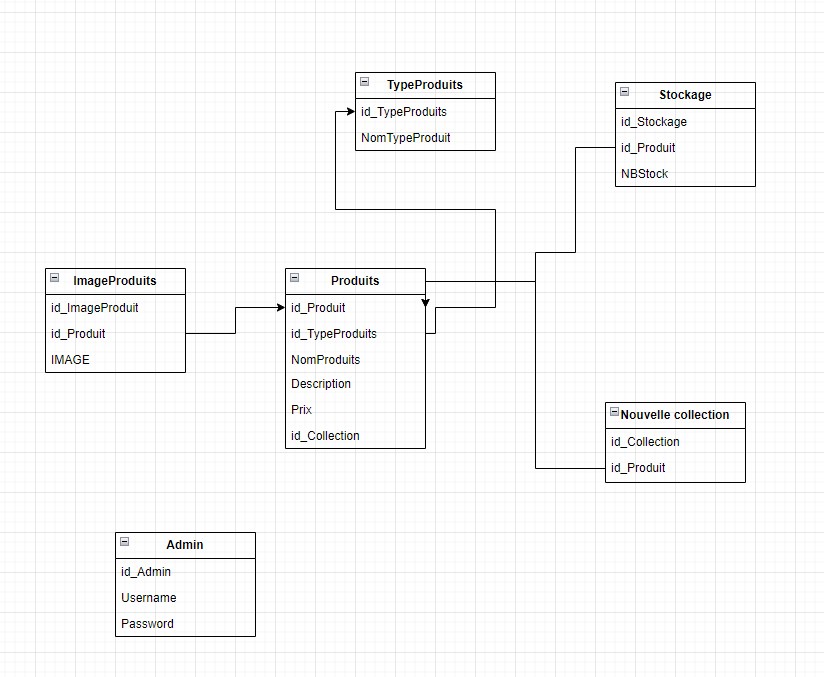 TypeProduits
id_TypeProduits
NomTypeProduit
Stockage
id_Stockage
id_Produit
NBStock
ImageProduits
id_ImageProduit
id_Produit
IMAGE
Produits
id_Produit
id_TypeProduits
NomProduits
Description
Prix
id_Collection
Nouvelle collection
id_Collection
id_Produit
Admin
id_Admin
Username
Password